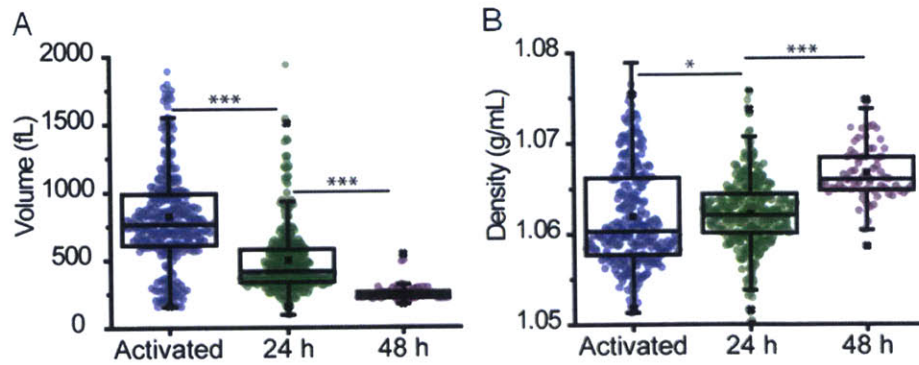 A
Volume (fL)
2000
1500
1000
500
0
***
***
Activated
24 h
48 h
B
Density (g/mL)
1.08
1.07
1.06
1.05
*
***
Activated
24 h
48 h